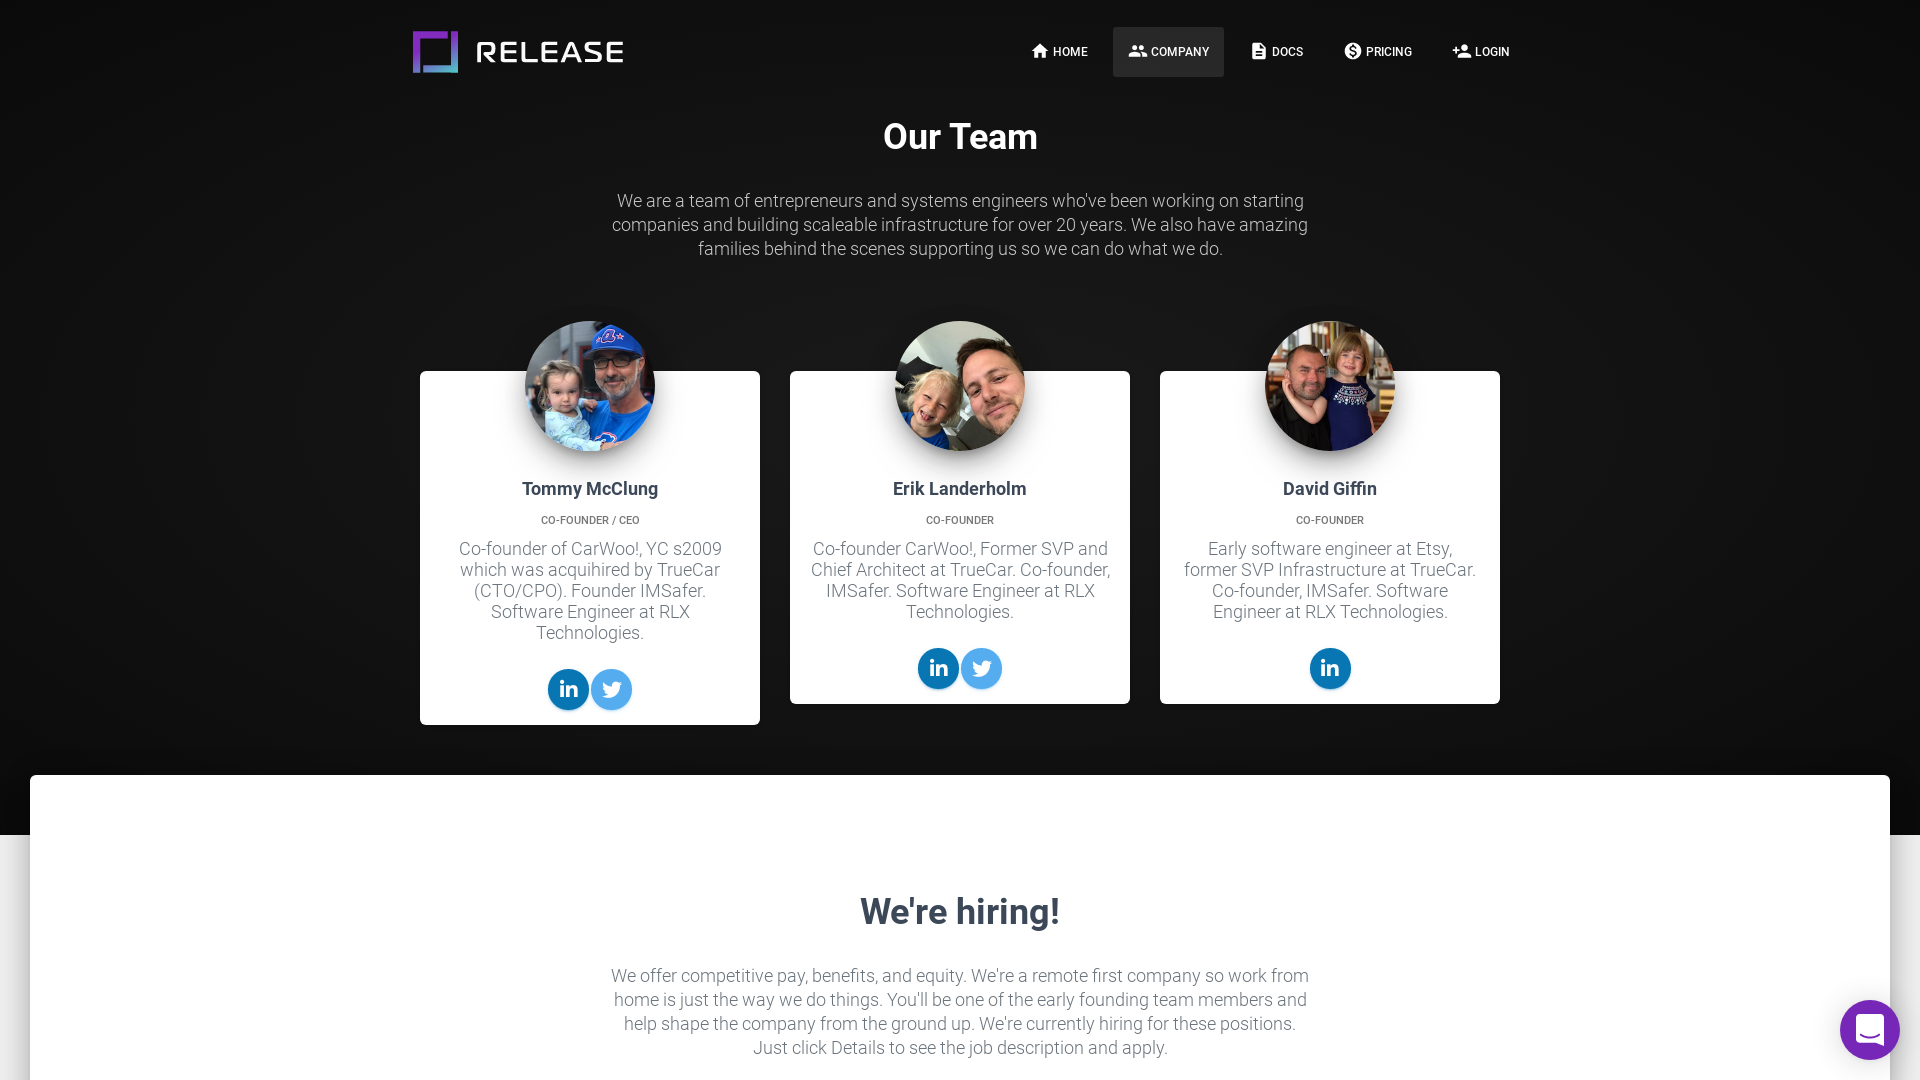 RELEASE
HOME
COMPANY
DOCS
PRICING
LOGIN
Our Team
We are a team of entrepreneurs and systems engineers who've been working on starting
companies and building scaleable infrastructure for over 20 years. We also have amazing
families behind the scenes supporting us so we can do what we do.
Tommy McClung
CO-FOUNDER / CEO
Co-founder of CarWoo!, YC s2009
which was acquihired by TrueCar
(CTO/CPO). Founder IMSafer.
Software Engineer at RLX
Technologies.
Erik Landerholm
CO-FOUNDER
Co-founder CarWoo!, Former SVP and
Chief Architect at TrueCar. Co-founder,
IMSafer. Software Engineer at RLX
Technologies.
David Giffin
CO-FOUNDER
Early software engineer at Etsy,
former SVP Infrastructure at TrueCar.
Co-founder, IMSafer. Software
Engineer at RLX Technologies.
We're hiring!
We offer competitive pay, benefits, and equity. We're a remote first company so work from
home is just the way we do things. You'll be one of the early founding team members and
help shape the company from the ground up. We're currently hiring for these positions.
Just click Details to see the job description and apply.